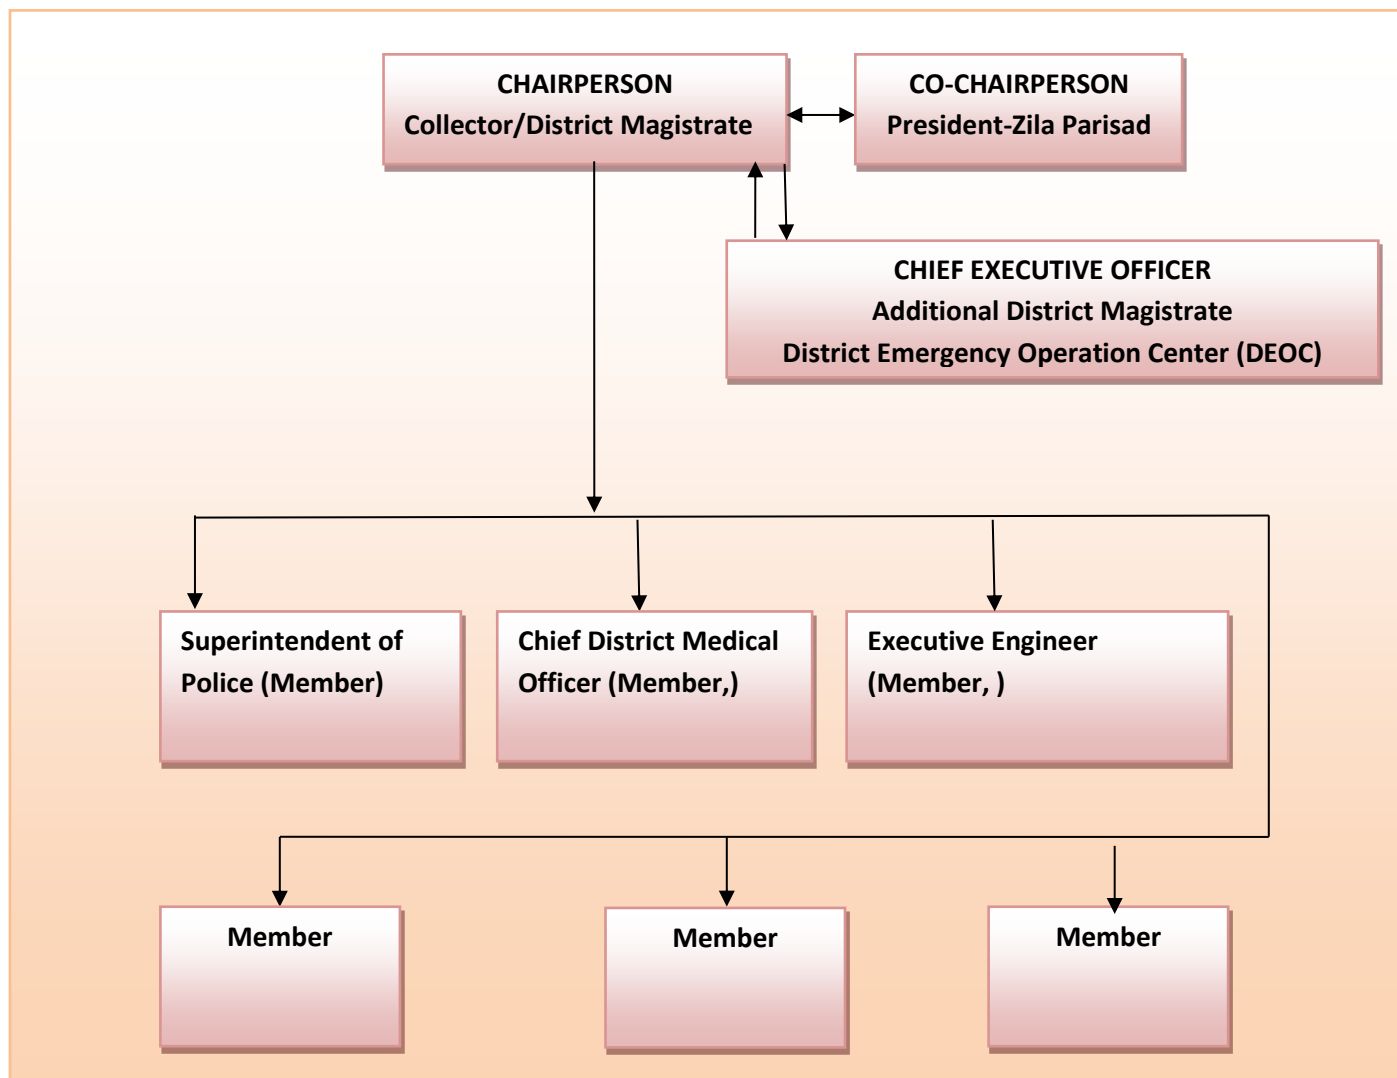 CHAIRPERSON
Collector/District Magistrate
CO-CHAIRPERSON
President-Zila Parisad
CHIEF EXECUTIVE OFFICER
Additional District Magistrate
District Emergency Operation Center (DEOC)
Superintendent of
Police (Member)
Chief District Medical
Officer (Member,)
Executive Engineer
(Member, )
Member
Member
Member